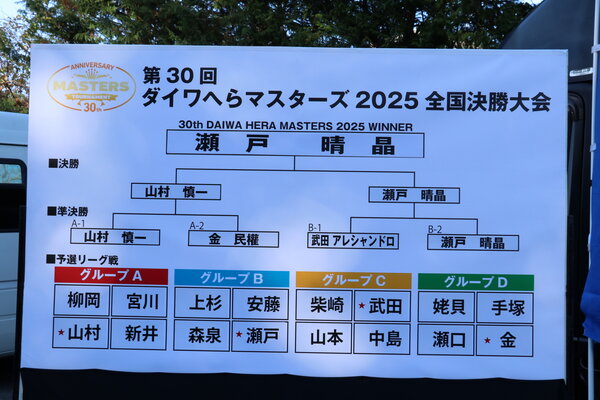 ANNIVERSARY
MASTERS
TOURNAMENT
30th
第30回
ダイワへらマスターズ 2025 全国決勝大会
30th DAIWA HERA MASTERS 2025 WINNER
瀬戸 晴晶
■決勝
山村 慎一 瀬戸 晴晶
■準決勝
A-1 A-2 B-1 B-2
山村 慎一 金 民權 武田 アレシャンドロ 瀬戸 晴晶
■予選リーグ戦
グループA グループB グループC グループD
柳岡 宮川 上杉 安藤 柴崎 ★武田 姥貝 手塚
★山村 新井 森泉 ★瀬戸 山本 中島 瀬口 ★金